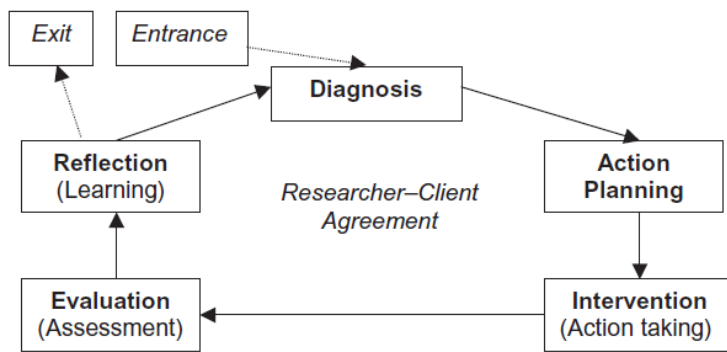 Exit
Entrance
Diagnosis
Reflection
(Learning)
Action
Planning
Researcher–Client
Agreement
Evaluation
(Assessment)
Intervention
(Action taking)